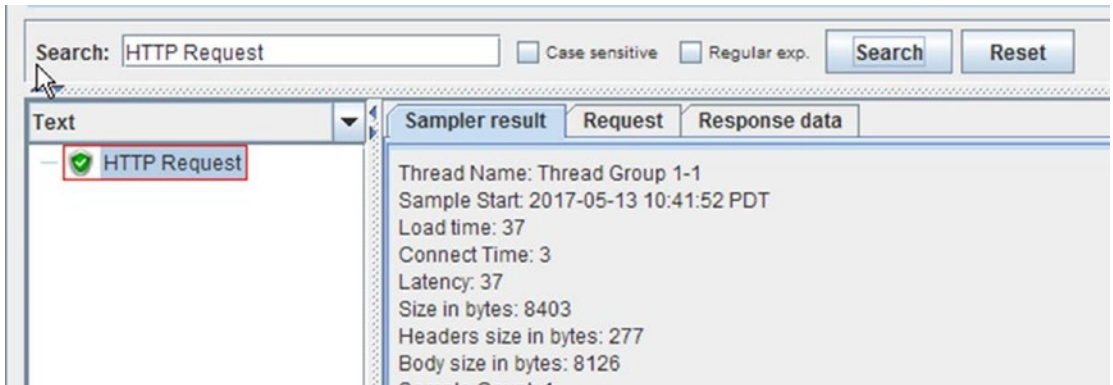 Search: HTTP Request Case sensitive Regular exp. Search Reset
Text Sampler result Request Response data
HTTP Request
Thread Name: Thread Group 1-1
Sample Start: 2017-05-13 10:41:52 PDT
Load time: 37
Connect Time: 3
Latency: 37
Size in bytes: 8403
Headers size in bytes: 277
Body size in bytes: 8126